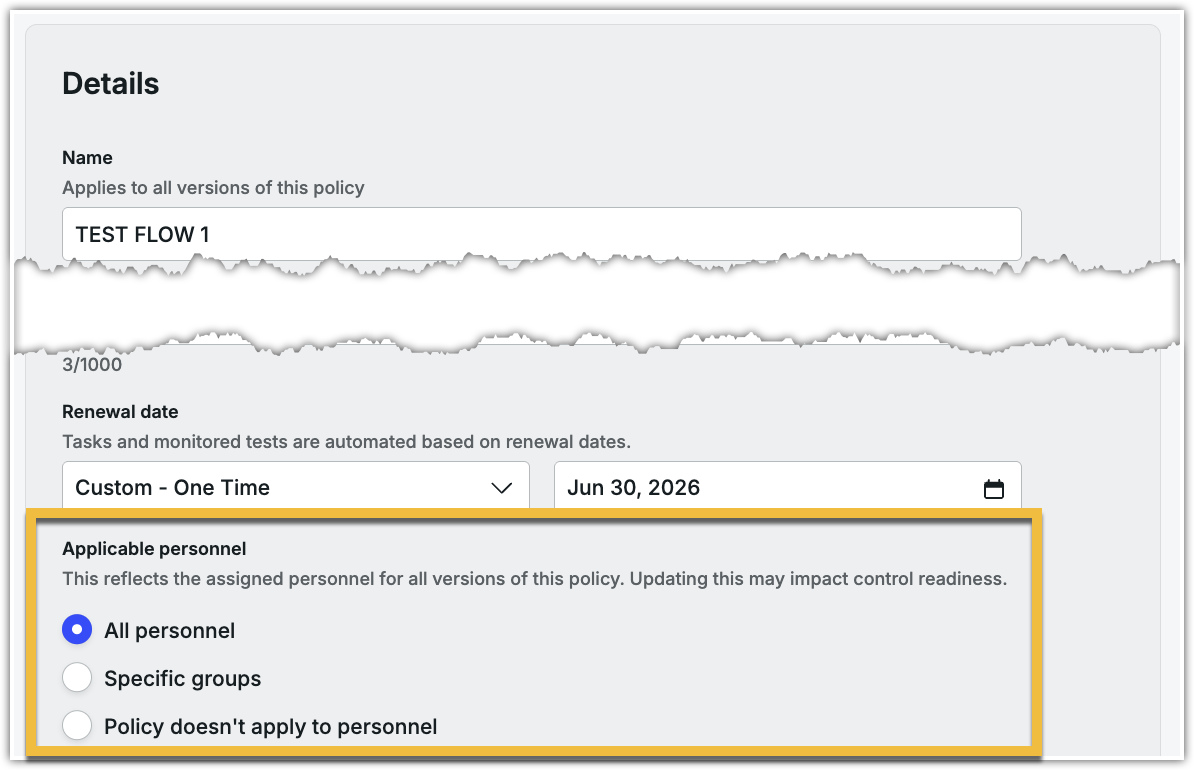 Details
Name
Applies to all versions of this policy
TEST FLOW 1
3/1000
Renewal date
Tasks and monitored tests are automated based on renewal dates.
Custom - One Time
Jun 30, 2026
Applicable personnel
This reflects the assigned personnel for all versions of this policy. Updating this may impact control readiness.
All personnel
Specific groups
Policy doesn't apply to personnel